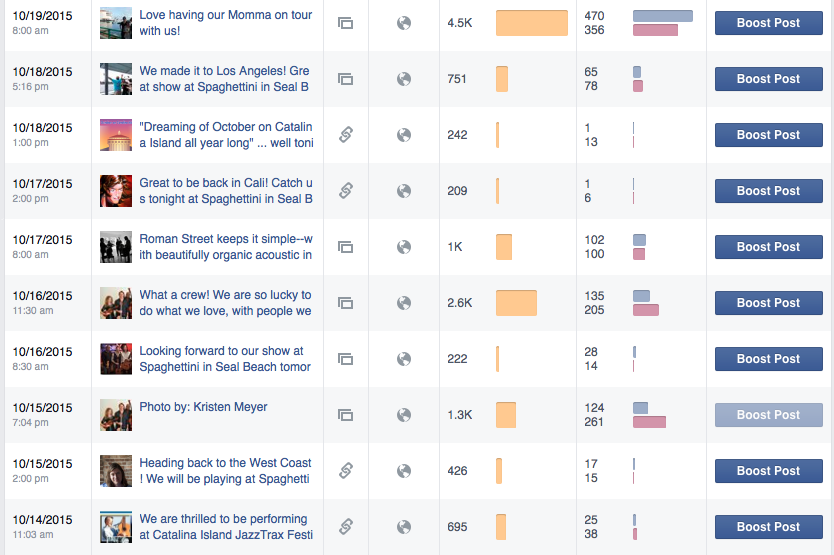 10/19/2015
8:00 am
Love having our Momma on tour
with us!
4.5K
470
356
Boost Post
10/18/2015
5:16 pm
We made it to Los Angeles! Gre
at show at Spaghettini in Seal B
751
65
78
Boost Post
10/18/2015
1:00 pm
"Dreaming of October on Catalin
a Island all year long" ... well toni
242
1
13
Boost Post
10/17/2015
2:00 pm
Great to be back in Cali! Catch u
s tonight at Spaghettini in Seal B
209
1
6
Boost Post
10/17/2015
8:00 am
Roman Street keeps it simple--w
ith beautifully organic acoustic in
1K
102
100
Boost Post
10/16/2015
11:30 am
What a crew! We are so lucky to
do what we love, with people we
2.6K
135
205
Boost Post
10/16/2015
8:30 am
Looking forward to our show at
Spaghettini in Seal Beach tomor
222
28
14
Boost Post
10/15/2015
7:04 pm
Photo by: Kristen Meyer
1.3K
124
261
Boost Post
10/15/2015
2:00 pm
Heading back to the West Coast
! We will be playing at Spaghetti
426
17
15
Boost Post
10/14/2015
11:03 am
We are thrilled to be performing
at Catalina Island JazzTrax Festi
695
25
38
Boost Post